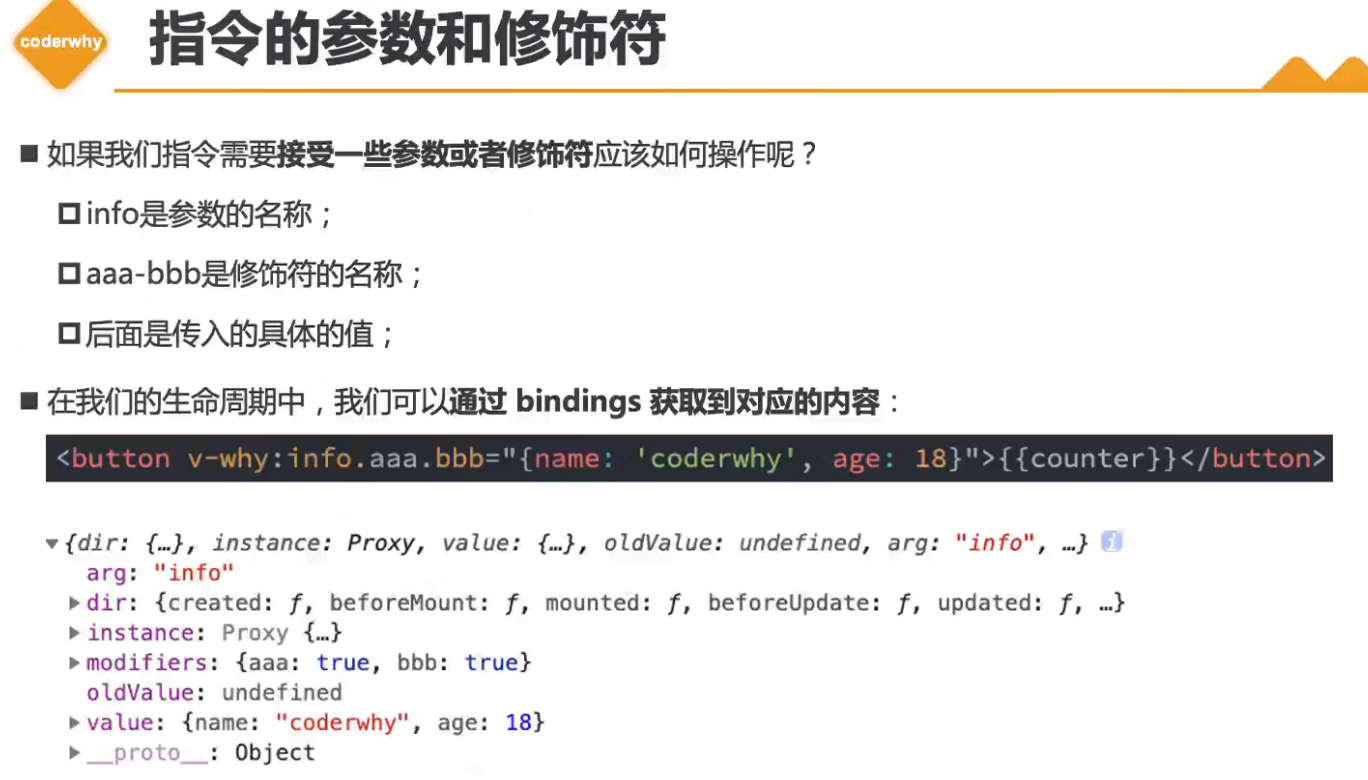 coderwhy
指令的参数和修饰符
如果我们指令需要接受一些参数或者修饰符应该如何操作呢？
info是参数的名称；
aaa-bbb是修饰符的名称；
后面是传入的具体的值；
在我们的生命周期中，我们可以通过 bindings 获取到对应的内容：
<button v-why:info.aaa.bbb="{name: 'coderwhy', age: 18}">{{counter}}</button>
{dir: {…}, instance: Proxy, value: {…}, oldValue: undefined, arg: "info", …} i
arg: "info"
dir: {created: ƒ, beforeMount: ƒ, mounted: ƒ, beforeUpdate: ƒ, updated: ƒ, …}
instance: Proxy {…}
modifiers: {aaa: true, bbb: true}
oldValue: undefined
value: {name: "coderwhy", age: 18}
__proto__: Object